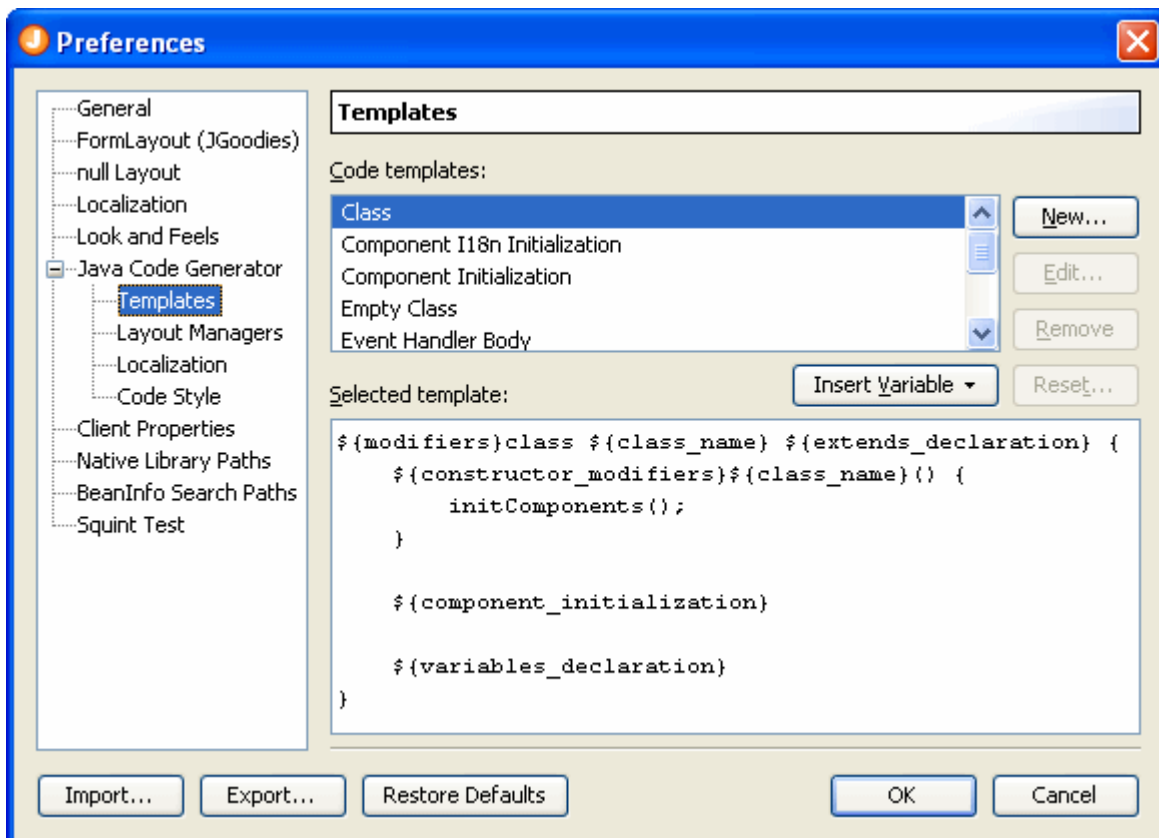 Preferences
General
FormLayout (JGoodies)
null Layout
Localization
Look and Feels
Java Code Generator
Templates
Layout Managers
Localization
Code Style
Client Properties
Native Library Paths
BeanInfo Search Paths
Squint Test
Templates
Code templates:
Class
Component I18n Initialization
Component Initialization
Empty Class
Event Handler Body
New...
Edit...
Remove
Selected template:
Insert Variable
Reset...
${modifiers}class ${class_name} ${extends_declaration} {
    ${constructor_modifiers}${class_name}() {
        initComponents();
    }
    ${component_initialization}
    ${variables_declaration}
}
Import...
Export...
Restore Defaults
OK
Cancel